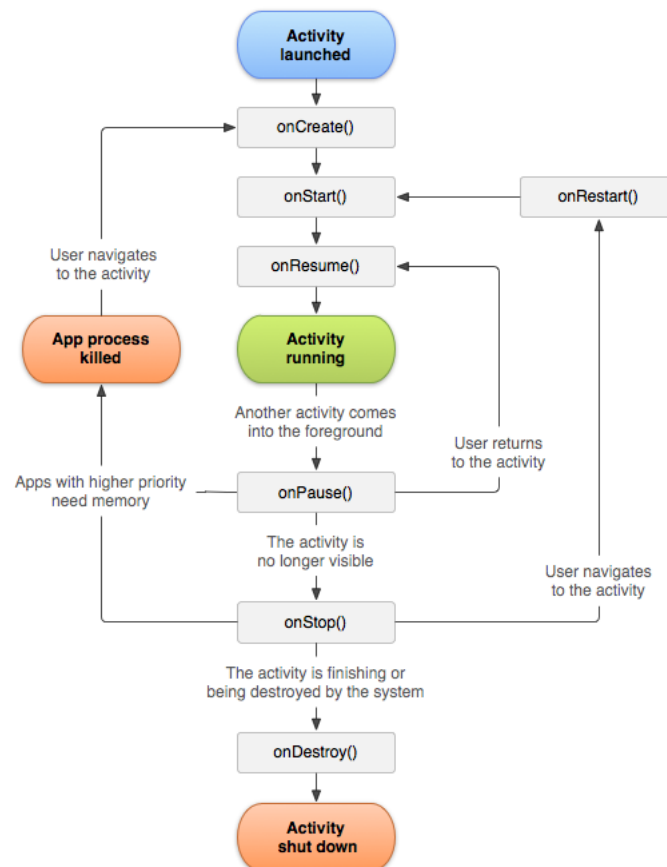 Activity
launched
onCreate()
onStart()
onRestart()
User navigates
to the activity
onResume()
App process
killed
Activity
running
Another activity comes
into the foreground
User returns
to the activity
Apps with higher priority
need memory
onPause()
The activity is
no longer visible
User navigates
to the activity
onStop()
The activity is finishing or
being destroyed by the system
onDestroy()
Activity
shut down